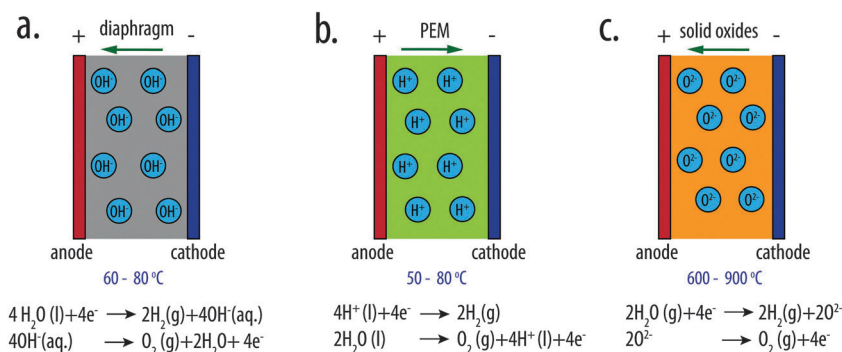 a.
diaphragm
+
-
OH⁻ OH⁻
OH⁻ OH⁻
OH⁻ OH⁻
OH⁻ OH⁻
anode cathode
60 - 80 ºC
4 H₂O (l)+4e⁻ → 2H₂(g)+4OH⁻(aq.)
4OH⁻(aq.) → O₂ (g)+2H₂O+ 4e⁻
b.
PEM
+
-
H⁺ H⁺
H⁺ H⁺
H⁺ H⁺
H⁺ H⁺
anode cathode
50 - 80 ºC
4H⁺ (l)+4e⁻ → 2H₂(g)
2H₂O (l) → O₂ (g)+4H⁺ (l)+4e⁻
c.
solid oxides
+
-
O²⁻ O²⁻
O²⁻ O²⁻
O²⁻ O²⁻
O²⁻ O²⁻
anode cathode
600 - 900ºC
2H₂O (g)+4e⁻ → 2H₂(g)+2O²⁻
2O²⁻ → O₂ (g)+4e⁻